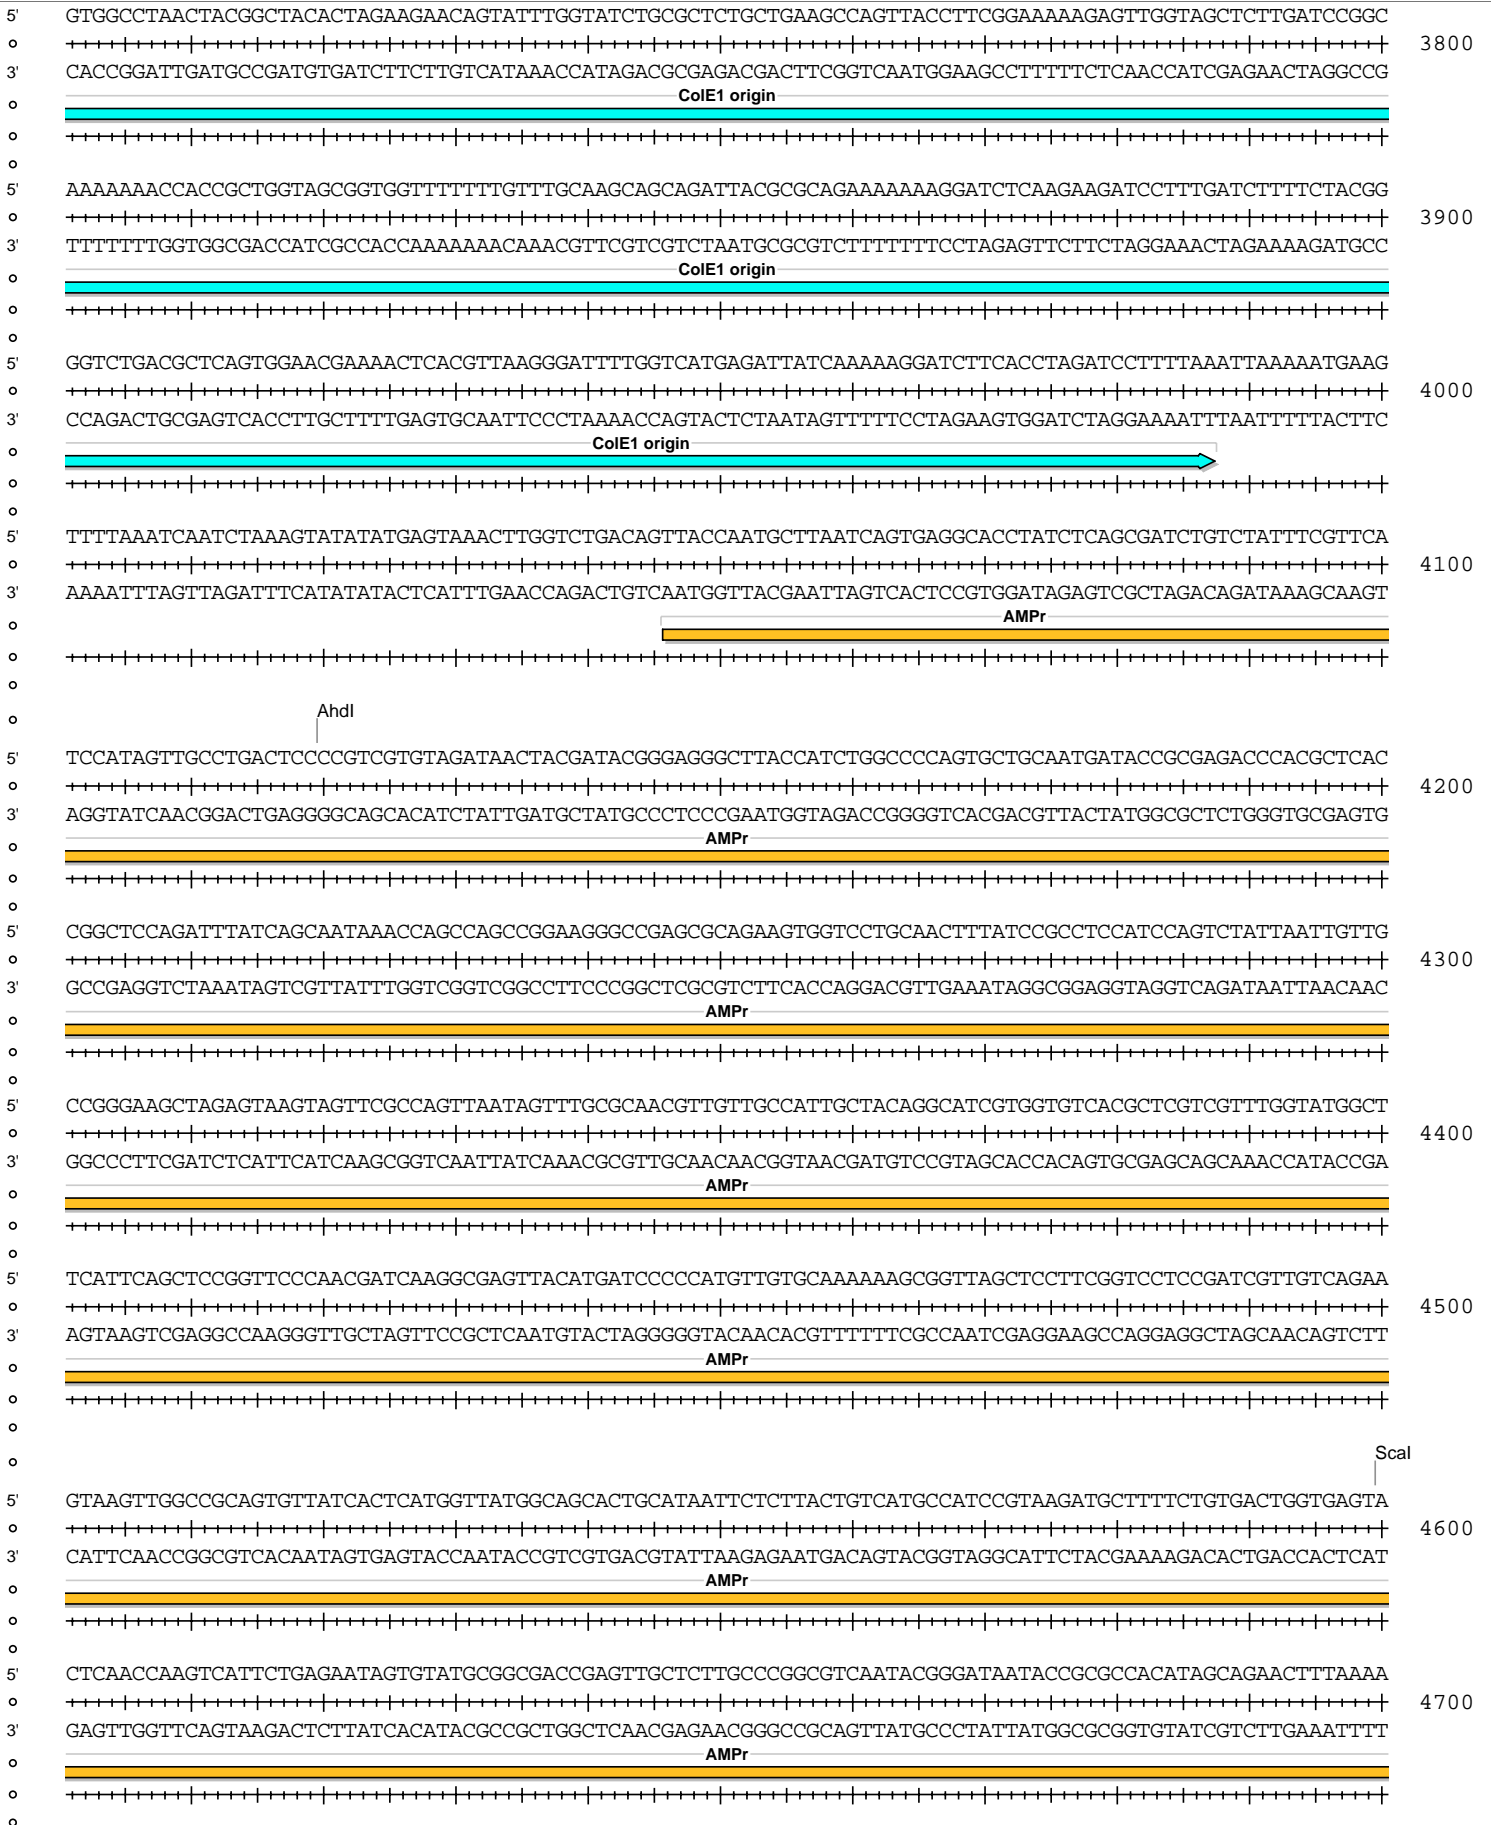 5' GTGGCCTAACTACGGCTACACTAGAAGAACAGTATTTGGTATCTGCGCTCTGCTGAAGCCAGTTACCTTCGGAAAAAGAGTTGGTAGCTCTTGATCCGGC
3800
3' CACCGGATTGATGCCGATGTGATCTTCTTGTCATAAACCATAGACGCGAGACGACTTCGGTCAATGGAAGCCTTTTTCTCAACCATCGAGAACTAGGCCG
ColE1 origin
5' AAAAAAACCACCGCTGGTAGCGGTGGTTTTTTTGTTTGCAAGCAGCAGATTACGCGCAGAAAAAAAGGATCTCAAGAAGATCCTTTGATCTTTTCTACGG
3900
3' TTTTTTTGGTGGCGACCATCGCCACCAAAAAAACAAACGTTCGTCGTCTAATGCGCGTCTTTTTTTCCTAGAGTTCTTCTAGGAAACTAGAAAAGATGCC
ColE1 origin
5' GGTCTGACGCTCAGTGGAACGAAAACTCACGTTAAGGGATTTTGGTCATGAGATTATCAAAAAGGATCTTCACCTAGATCCTTTTAAATTAAAAATGAAG
4000
3' CCAGACTGCGAGTCACCTTGCTTTTGAGTGCAATTCCCTAAAACCAGTACTCTAATAGTTTTTCCTAGAAGTGGATCTAGGAAAATTTAATTTTTACTTC
ColE1 origin
5' TTTTAAATCAATCTAAAGTATATATGAGTAAACTTGGTCTGACAGTTACCAATGCTTAATCAGTGAGGCACCTATCTCAGCGATCTGTCTATTTCGTTCA
4100
3' AAAATTTAGTTAGATTTCATATATACTCATTTGAACCAGACTGTCAATGGTTACGAATTAGTCACTCCGTGGATAGAGTCGCTAGACAGATAAAGCAAGT
AMPr
AhdI
5' TCCATAGTTGCCTGACTCCCCGTCGTGTAGATAACTACGATACGGGAGGGCTTACCATCTGGCCCCAGTGCTGCAATGATACCGCGAGACCCACGCTCAC
4200
3' AGGTATCAACGGACTGAGGGGCAGCACATCTATTGATGCTATGCCCTCCCGAATGGTAGACCGGGGTCACGACGTTACTATGGCGCTCTGGGTGCGAGTG
AMPr
5' CGGCTCCAGATTTATCAGCAATAAACCAGCCAGCCGGAAGGGCCGAGCGCAGAAGTGGTCCTGCAACTTTATCCGCCTCCATCCAGTCTATTAATTGTTG
4300
3' GCCGAGGTCTAAATAGTCGTTATTTGGTCGGTCGGCCTTCCCGGCTCGCGTCTTCACCAGGACGTTGAAATAGGCGGAGGTAGGTCAGATAATTAACAAC
AMPr
5' CCGGGAAGCTAGAGTAAGTAGTTCGCCAGTTAATAGTTTGCGCAACGTTGTTGCCATTGCTACAGGCATCGTGGTGTCACGCTCGTCGTTTGGTATGGCT
4400
3' GGCCCTTCGATCTCATTCATCAAGCGGTCAATTATCAAACGCGTTGCAACAACGGTAACGATGTCCGTAGCACCACAGTGCGAGCAGCAAACCATACCGA
AMPr
5' TCATTCAGCTCCGGTTCCCAACGATCAAGGCGAGTTACATGATCCCCCATGTTGTGCAAAAAAGCGGTTAGCTCCTTCGGTCCTCCGATCGTTGTCAGAA
4500
3' AGTAAGTCGAGGCCAAGGGTTGCTAGTTCCGCTCAATGTACTAGGGGGTACAACACGTTTTTTCGCCAATCGAGGAAGCCAGGAGGCTAGCAACAGTCTT
AMPr
ScaI
5' GTAAGTTGGCCGCAGTGTTATCACTCATGGTTATGGCAGCACTGCATAATTCTCTTACTGTCATGCCATCCGTAAGATGCTTTTCTGTGACTGGTGAGTA
4600
3' CATTCAACCGGCGTCACAATAGTGAGTACCAATACCGTCGTGACGTATTAAGAGAATGACAGTACGGTAGGCATTCTACGAAAAGACACTGACCACTCAT
AMPr
5' CTCAACCAAGTCATTCTGAGAATAGTGTATGCGGCGACCGAGTTGCTCTTGCCCGGCGTCAATACGGGATAATACCGCGCCACATAGCAGAACTTTAAAA
4700
3' GAGTTGGTTCAGTAAGACTCTTATCACATACGCCGCTGGCTCAACGAGAACGGGCCGCAGTTATGCCCTATTATGGCGCGGTGTATCGTCTTGAAATTTT
AMPr